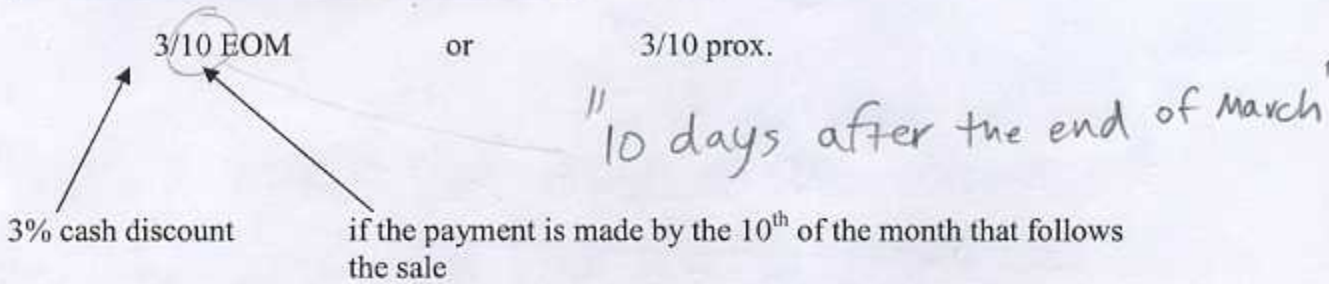 3/10 EOM or 3/10 prox.
"10 days after the end of March"
3% cash discount if the payment is made by the 10th of the month that follows
the sale